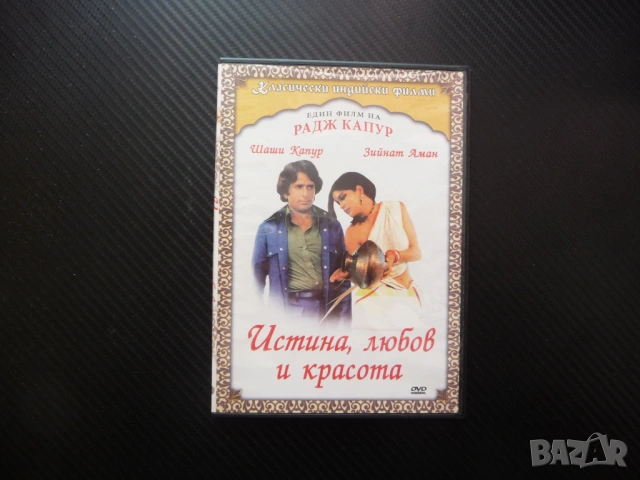 Класически индийски филми
ЕДИН ФИЛМ НА
РАДЖ КАПУР
Шаши Капур Зийнат Аман
Истина, любов
и красота
DVD
BAZAR